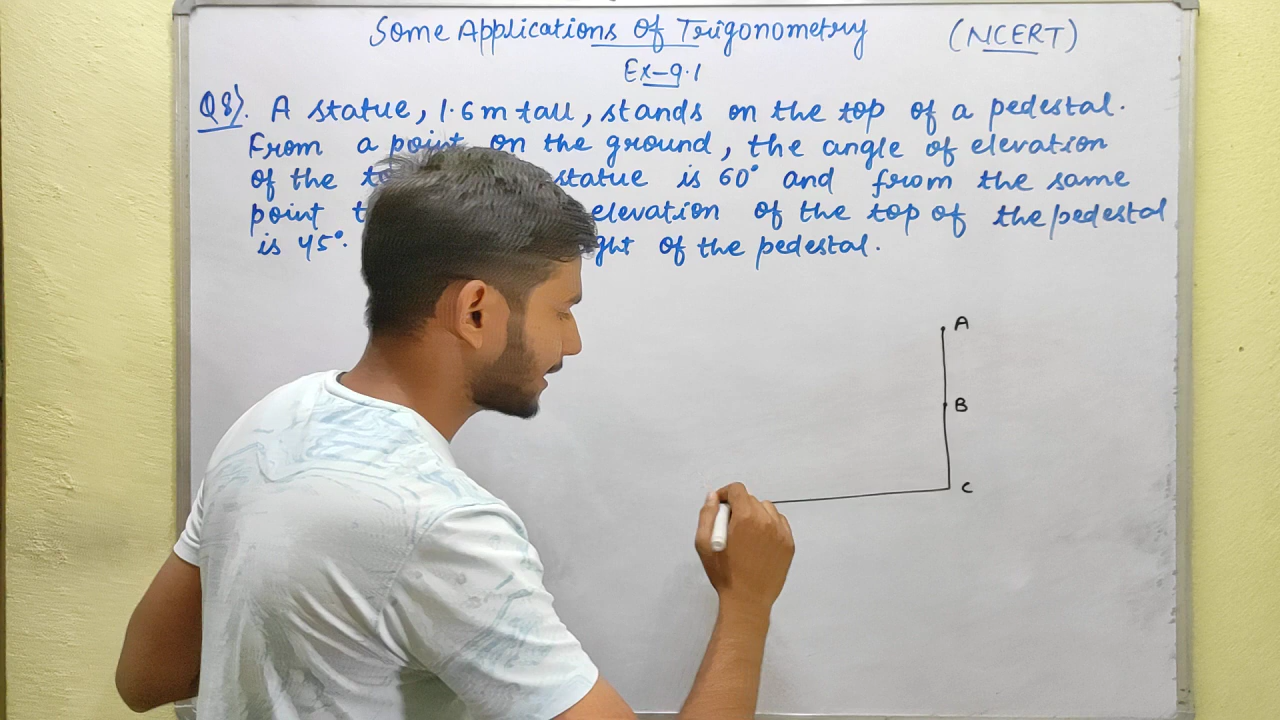 Some Applications Of Trigonometry (NCERT)
Ex-9.1
Q8). A statue, 1.6 m tall, stands on the top of a pedestal.
From a point on the ground, the angle of elevation
of the statue is 60° and from the same
point elevation of the top of the pedestal
is 45°. of the pedestal.
A
B
C